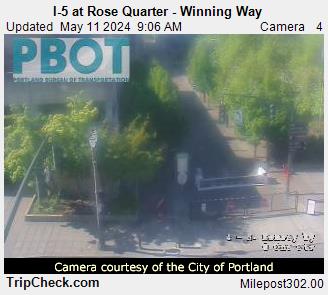 I-5 at Rose Quarter - Winning Way
Updated May 11 2024 9:06 AM Camera 4
PBOT
PORTLAND BUREAU OF TRANSPORTATION
Camera courtesy of the City of Portland
TripCheck.com Milepost302.00